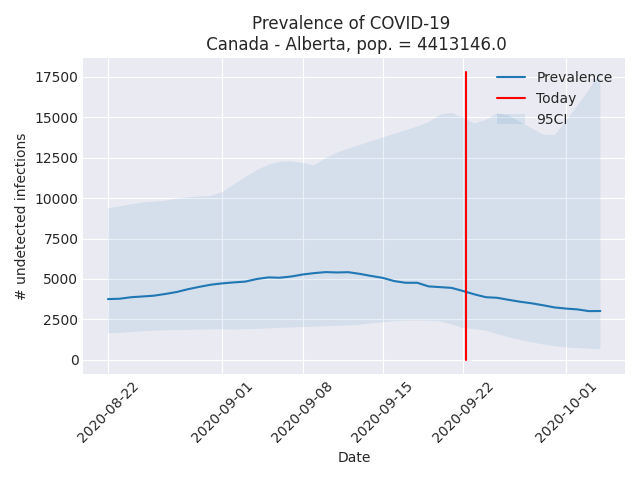 Prevalence of COVID-19
Canada - Alberta, pop. = 4413146.0
Prevalence
Today
95CI
17500
15000
12500
10000
7500
5000
2500
0
# undetected infections
2020-08-22
2020-09-01
2020-09-08
2020-09-15
2020-09-22
2020-10-01
Date